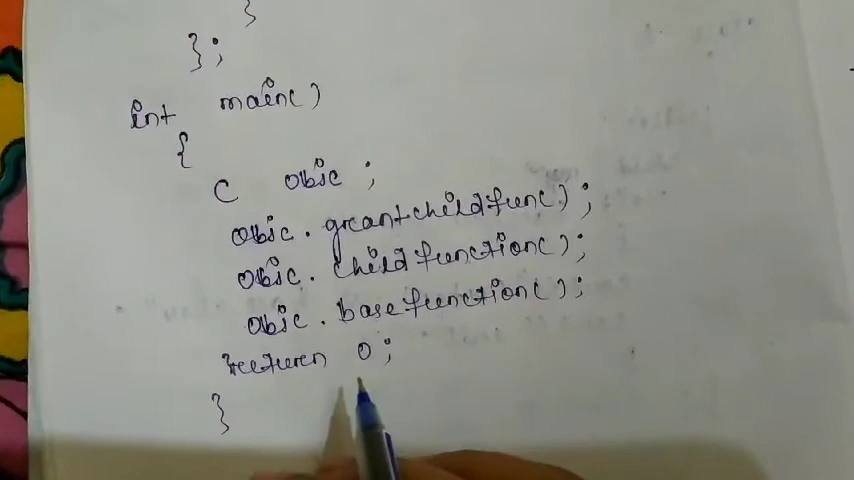 }
};
int main()
{
C objc ;
objc . grantchildfunc() ;
objc . childfunction() ;
objc . basefunction() ;
return 0 ;
}